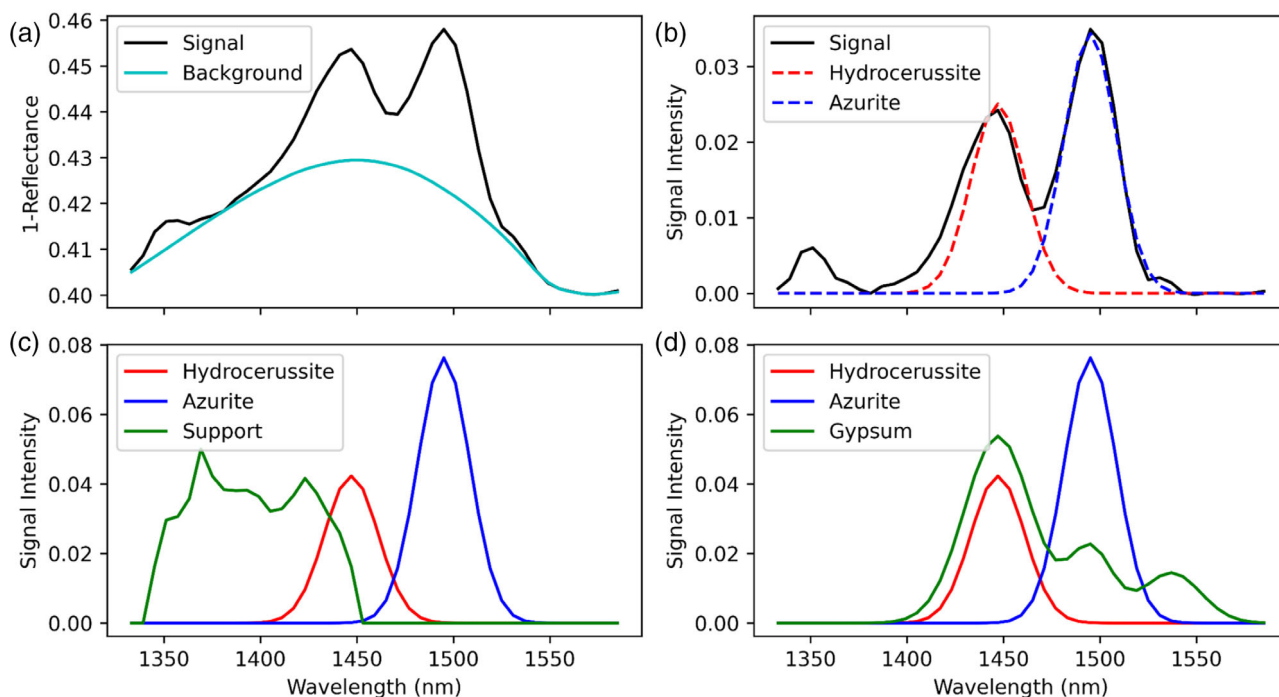 (a)
0.46
0.45
0.44
0.43
0.42
0.41
0.40
1-Reflectance
Signal
Background
(b)
0.03
0.02
0.01
0.00
Signal Intensity
Signal
Hydrocerussite
Azurite
(c)
0.08
0.06
0.04
0.02
0.00
Signal Intensity
Hydrocerussite
Azurite
Support
1350 1400 1450 1500 1550
Wavelength (nm)
(d)
0.08
0.06
0.04
0.02
0.00
Signal Intensity
Hydrocerussite
Azurite
Gypsum
1350 1400 1450 1500 1550
Wavelength (nm)